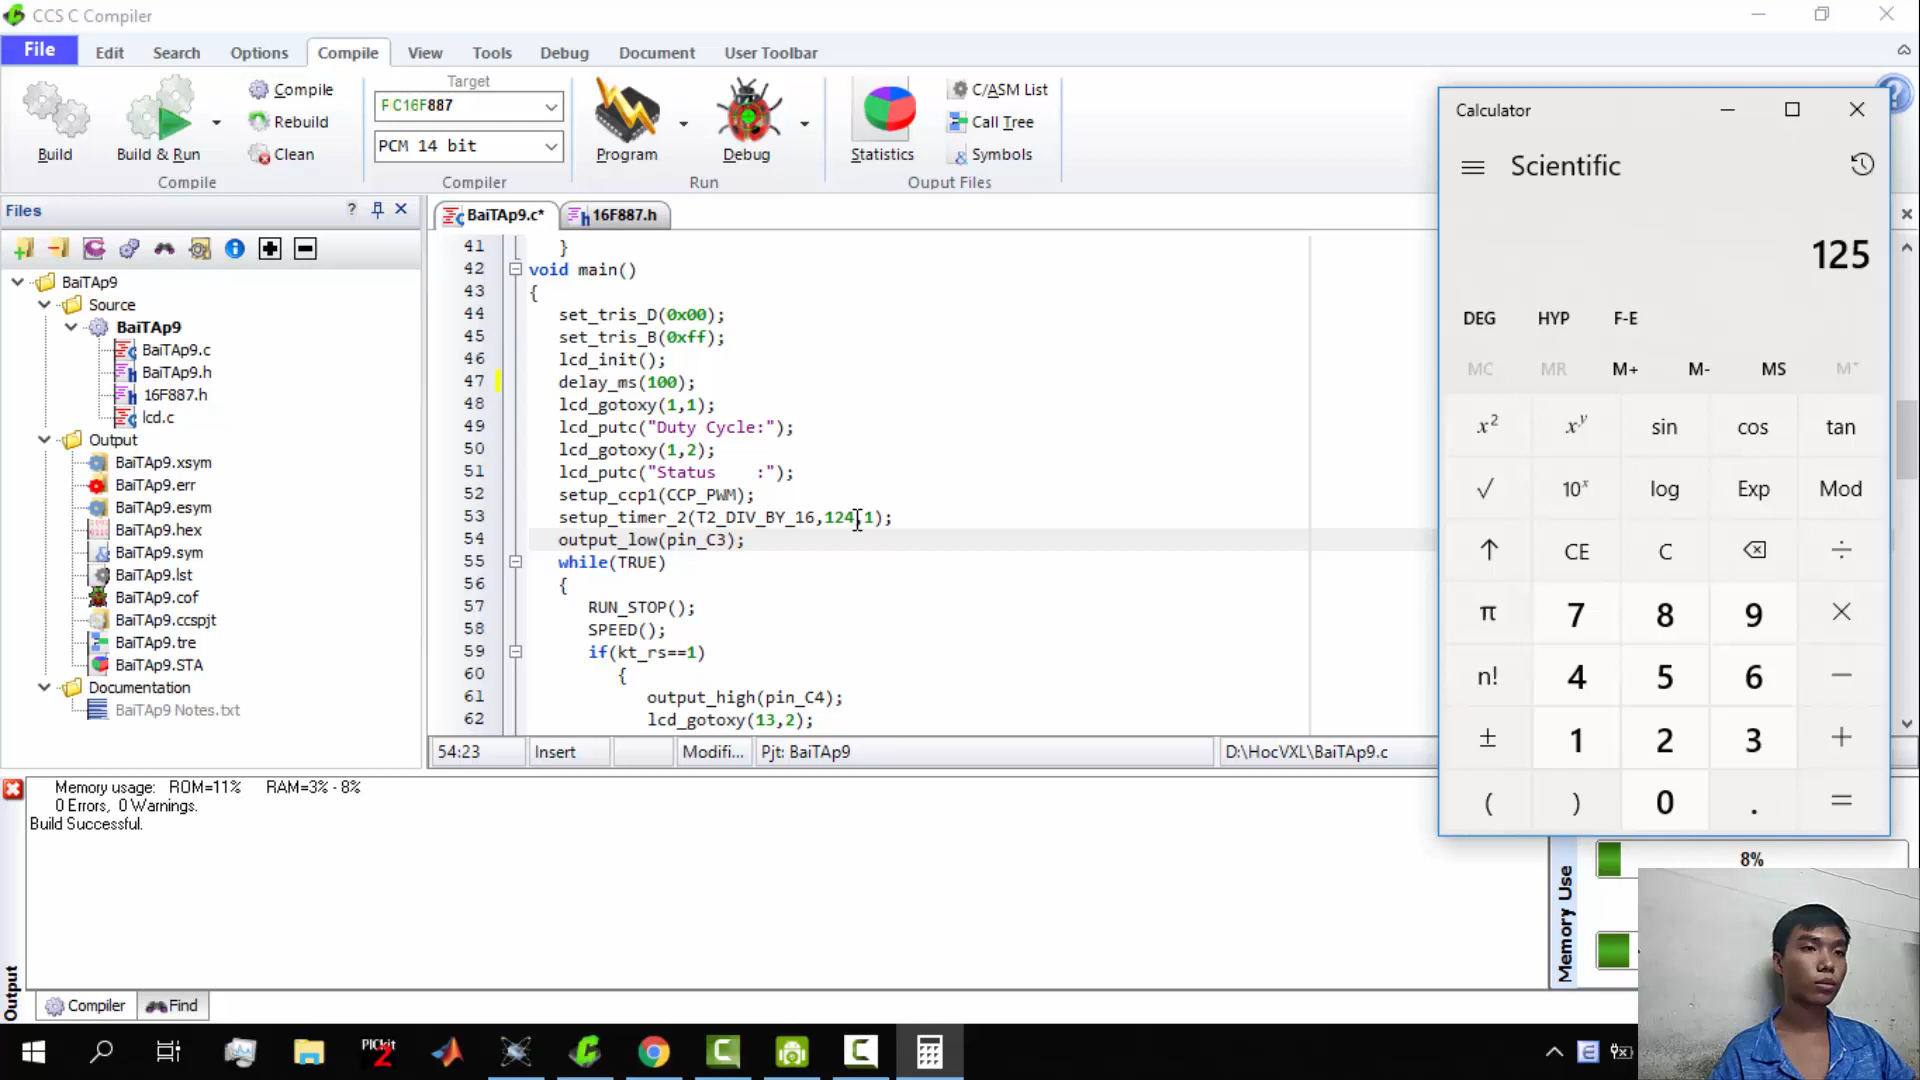 CCS C Compiler
File Edit Search Options Compile View Tools Debug Document User Toolbar
Build
Build & Run
Compile
Rebuild
Clean
Compile
Target
PIC16F887
PCM 14 bit
Compiler
Program
Debug
Run
Statistics
C/ASM List
Call Tree
Symbols
Ouput Files
Files
BaiTAp9
Source
BaiTAp9
BaiTAp9.c
BaiTAp9.h
16F887.h
lcd.c
Output
BaiTAp9.xsym
BaiTAp9.err
BaiTAp9.esym
BaiTAp9.hex
BaiTAp9.sym
BaiTAp9.lst
BaiTAp9.cof
BaiTAp9.ccspjt
BaiTAp9.tre
BaiTAp9.STA
Documentation
BaiTAp9 Notes.txt
BaiTAp9.c* 16F887.h
41 }
42 void main()
43 {
44 set_tris_D(0x00);
45 set_tris_B(0xff);
46 lcd_init();
47 delay_ms(100);
48 lcd_gotoxy(1,1);
49 lcd_putc("Duty Cycle:");
50 lcd_gotoxy(1,2);
51 lcd_putc("Status    :");
52 setup_ccp1(CCP_PWM);
53 setup_timer_2(T2_DIV_BY_16,124,1);
54 output_low(pin_C3);
55 while(TRUE)
56 {
57 RUN_STOP();
58 SPEED();
59 if(kt_rs==1)
60 {
61 output_high(pin_C4);
62 lcd_gotoxy(13,2);
54:23 Insert Modifi... Pjt: BaiTAp9 D:\HocVXL\BaiTAp9.c
Memory usage: ROM=11% RAM=3% - 8%
0 Errors, 0 Warnings.
Build Successful.
Output
Compiler Find
Memory Use
8%
Calculator
Scientific
125
DEG HYP F-E
MC MR M+ M- MS M˅
x² xʸ sin cos tan
√ 10ˣ log Exp Mod
↑ CE C ⌫ ÷
π 7 8 9 ×
n! 4 5 6 −
± 1 2 3 +
( ) 0 . =
PICkit
2